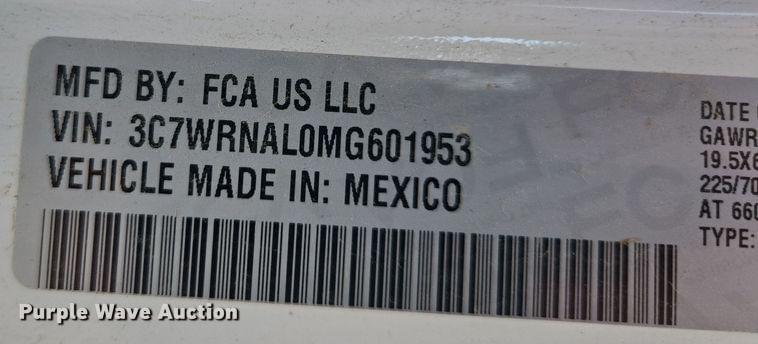 MFD BY: FCA US LLC
VIN: 3C7WRNAL0MG601953
VEHICLE MADE IN: MEXICO
DATE
GAWR
19.5X6
225/70
AT 660
TYPE:
Purple Wave Auction